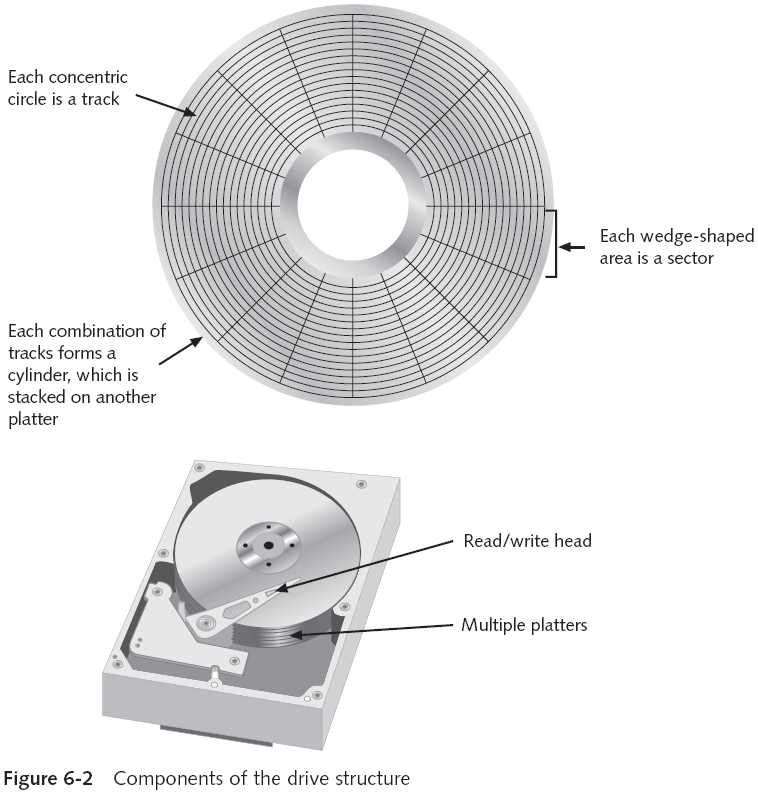 Each concentric
circle is a track
Each wedge-shaped
area is a sector
Each combination of
tracks forms a
cylinder, which is
stacked on another
platter
Read/write head
Multiple platters
Figure 6-2 Components of the drive structure